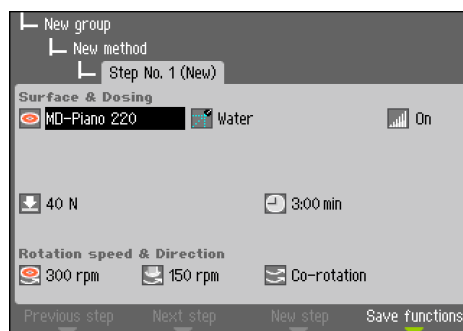 New group
New method
Step No. 1 (New)
Surface & Dosing
MD-Piano 220 Water On
40 N 3:00 min
Rotation speed & Direction
300 rpm 150 rpm Co-rotation
Previous step Next step New step Save functions